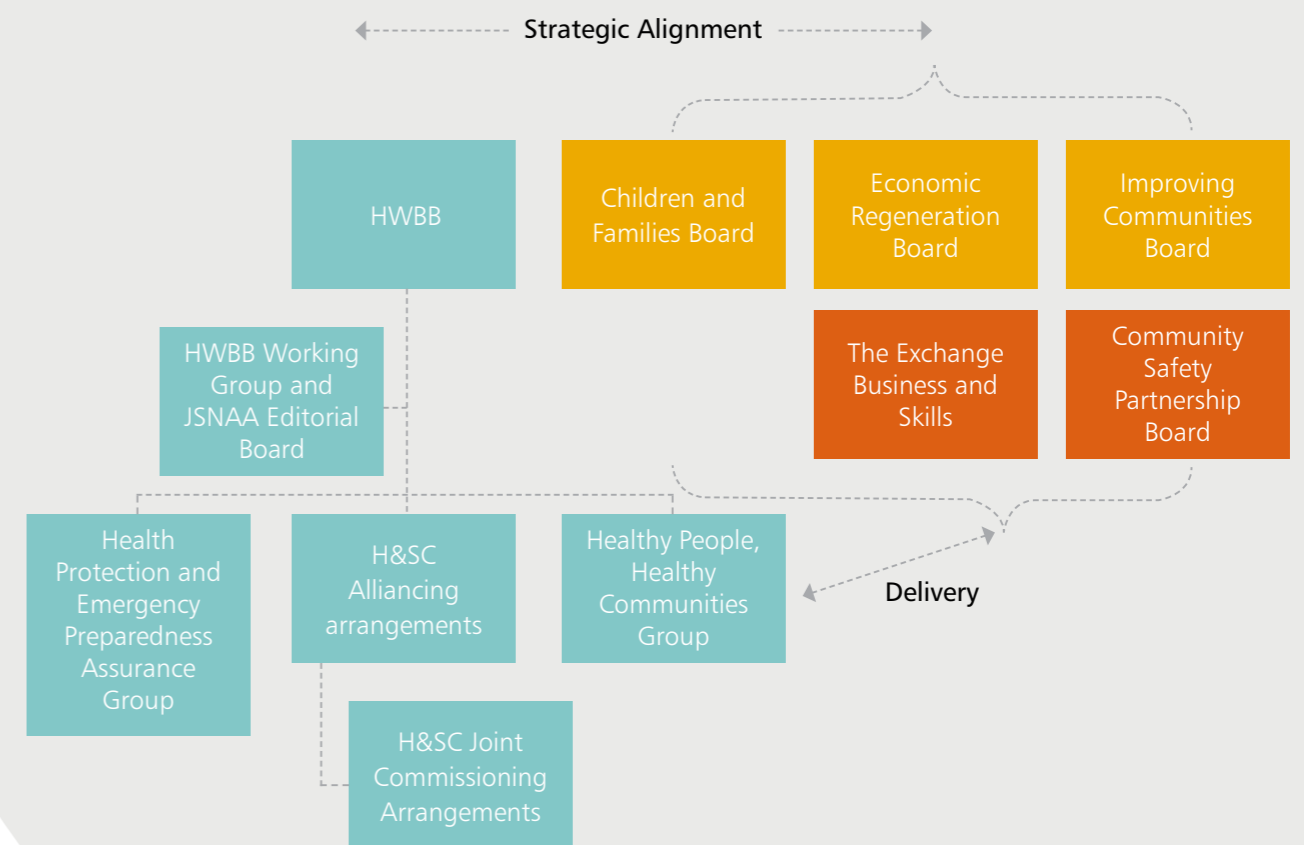 Strategic Alignment
HWBB
Children and
Families Board
Economic
Regeneration
Board
Improving
Communities
Board
HWBB Working
Group and
JSNAA Editorial
Board
The Exchange
Business and
Skills
Community
Safety
Partnership
Board
Health
Protection and
Emergency
Preparedness
Assurance
Group
H&SC
Alliancing
arrangements
Healthy People,
Healthy
Communities
Group
Delivery
H&SC Joint
Commissioning
Arrangements